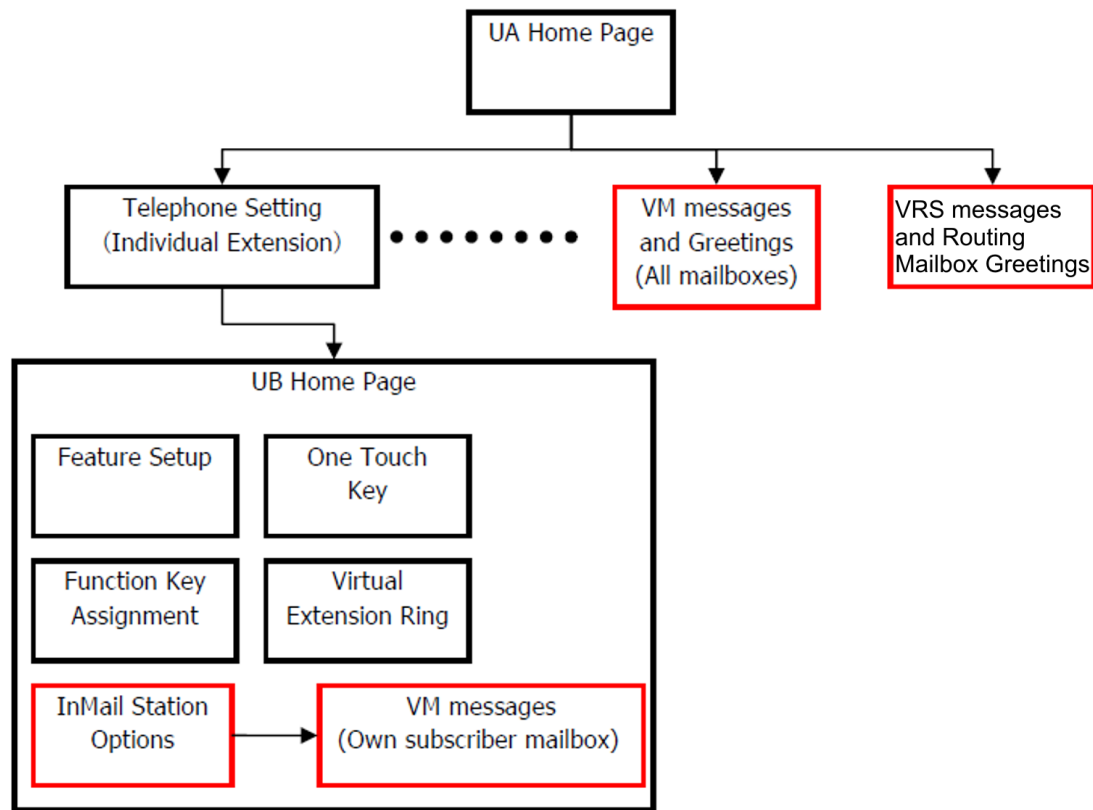 UA Home Page
Telephone Setting
(Individual Extension)
VM messages
and Greetings
(All mailboxes)
VRS messages
and Routing
Mailbox Greetings
UB Home Page
Feature Setup
One Touch
Key
Function Key
Assignment
Virtual
Extension Ring
InMail Station
Options
VM messages
(Own subscriber mailbox)